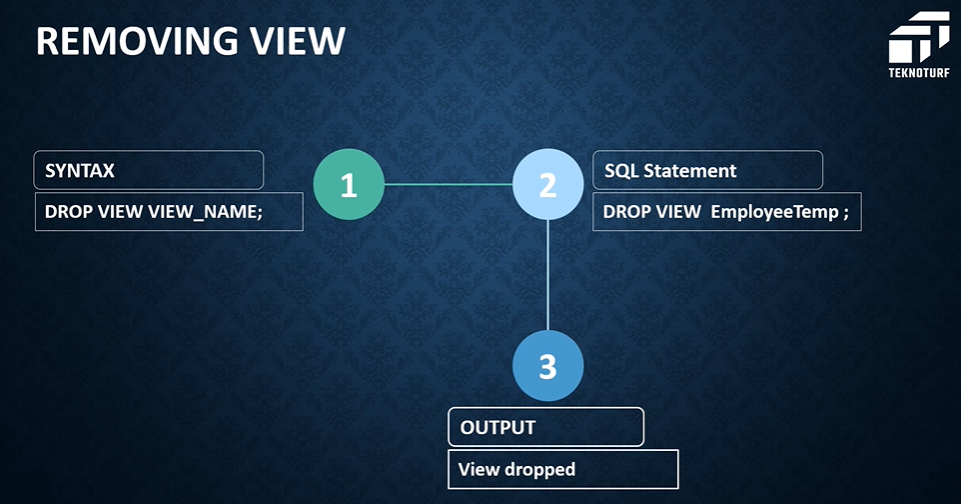 REMOVING VIEW
TEKNOTURF
SYNTAX
DROP VIEW VIEW_NAME;
1
2
SQL Statement
DROP VIEW  EmployeeTemp ;
3
OUTPUT
View dropped